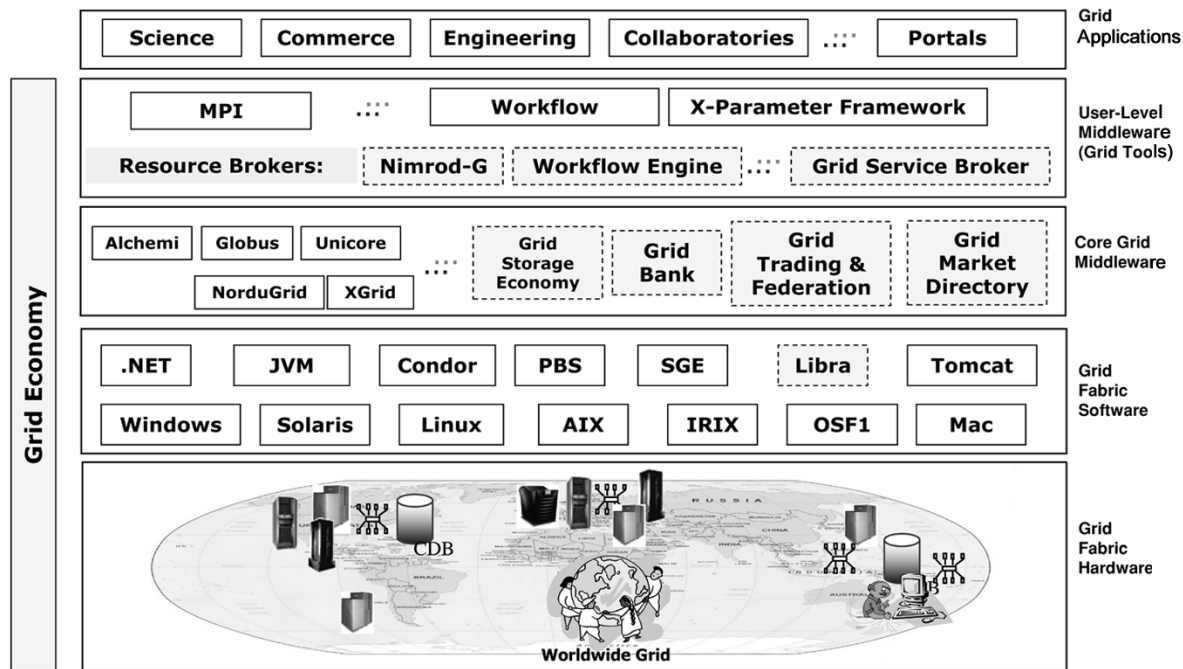 Science
Commerce
Engineering
Collaboratories
Portals
Grid
Applications
Grid Economy
MPI
Workflow
X-Parameter Framework
Resource Brokers:
Nimrod-G
Workflow Engine
Grid Service Broker
User-Level
Middleware
(Grid Tools)
Alchemi
Globus
Unicore
NorduGrid
XGrid
Grid
Storage
Economy
Grid
Bank
Grid
Trading &
Federation
Grid
Market
Directory
Core Grid
Middleware
.NET
JVM
Condor
PBS
SGE
Libra
Tomcat
Windows
Solaris
Linux
AIX
IRIX
OSF1
Mac
Grid
Fabric
Software
CDB
RUSSIA
CHINA
INDIA
BRAZIL
Worldwide Grid
Grid
Fabric
Hardware